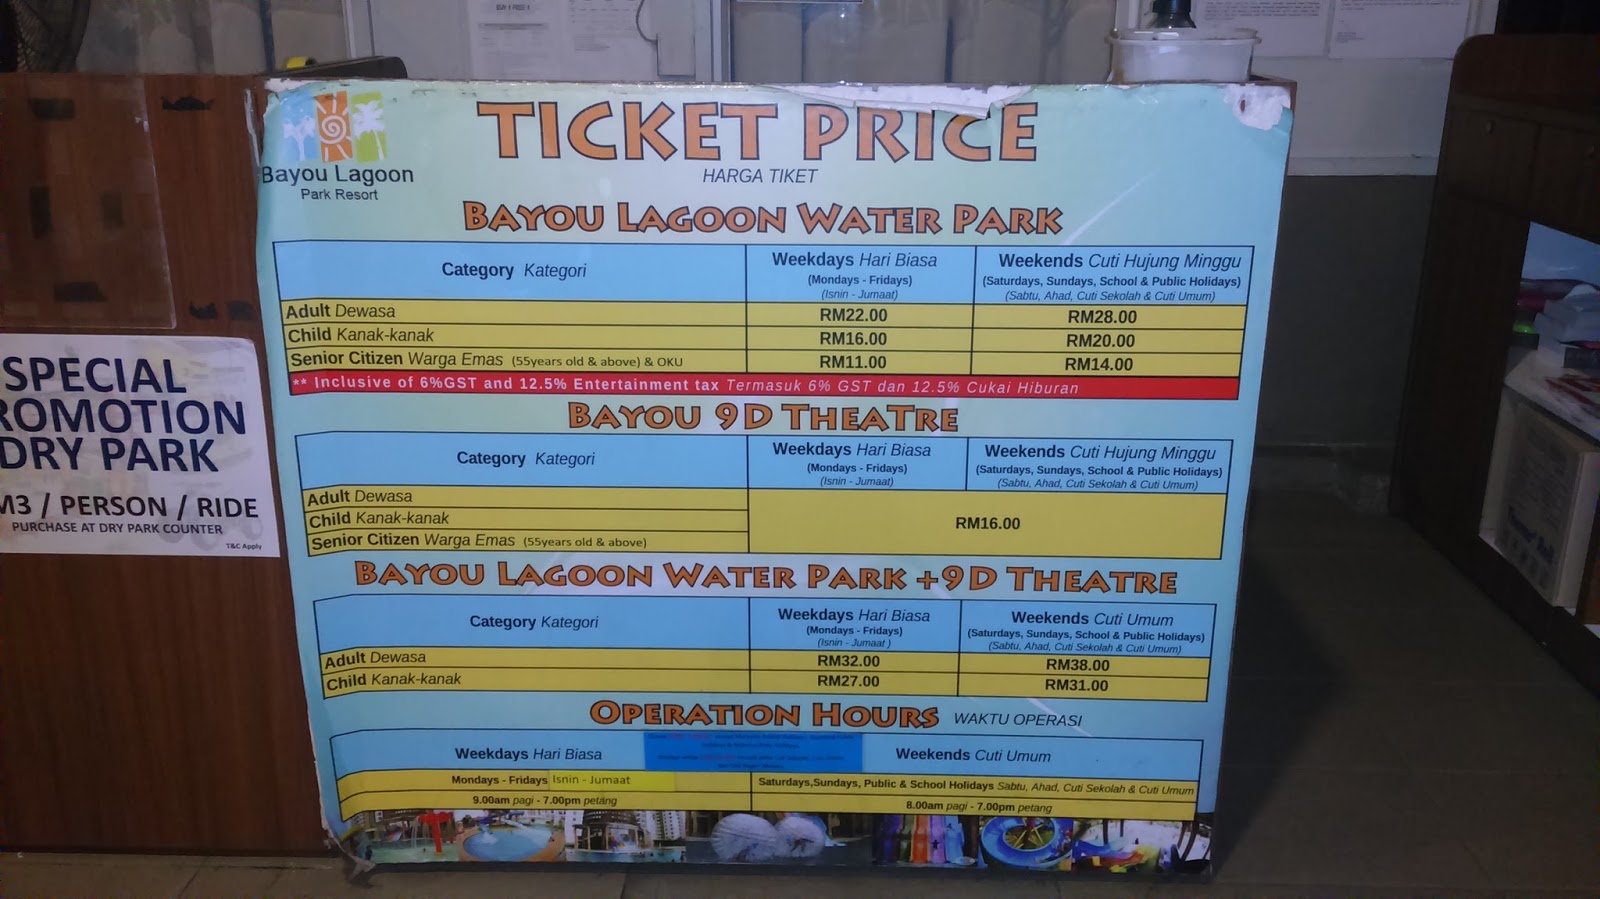 BUY 1 FREE 1
TICKET PRICE
HARGA TIKET
Bayou Lagoon
Park Resort
BAYOU LAGOON WATER PARK
Category Kategori
Weekdays Hari Biasa
(Mondays - Fridays)
(Isnin - Jumaat)
Weekends Cuti Hujung Minggu
(Saturdays, Sundays, School & Public Holidays)
(Sabtu, Ahad, Cuti Sekolah & Cuti Umum)
Adult Dewasa RM22.00 RM28.00
Child Kanak-kanak RM16.00 RM20.00
Senior Citizen Warga Emas (55years old & above) & OKU RM11.00 RM14.00
** Inclusive of 6%GST and 12.5% Entertainment tax Termasuk 6% GST dan 12.5% Cukai Hiburan
BAYOU 9D THEATRE
Category Kategori
Weekdays Hari Biasa
(Mondays - Fridays)
(Isnin - Jumaat)
Weekends Cuti Hujung Minggu
(Saturdays, Sundays, School & Public Holidays)
(Sabtu, Ahad, Cuti Sekolah & Cuti Umum)
Adult Dewasa
Child Kanak-kanak
Senior Citizen Warga Emas (55years old & above)
RM16.00
BAYOU LAGOON WATER PARK +9D THEATRE
Category Kategori
Weekdays Hari Biasa
(Mondays - Fridays)
(Isnin - Jumaat )
Weekends Cuti Umum
(Saturdays, Sundays, School & Public Holidays)
(Sabtu, Ahad, Cuti Sekolah & Cuti Umum)
Adult Dewasa RM32.00 RM38.00
Child Kanak-kanak RM27.00 RM31.00
OPERATION HOURS WAKTU OPERASI
Weekdays Hari Biasa
Weekends Cuti Umum
Mondays - Fridays Isnin - Jumaat
Saturdays,Sundays, Public & School Holidays Sabtu, Ahad, Cuti Sekolah & Cuti Umum
9.00am pagi - 7.00pm petang
8.00am pagi - 7.00pm petang
SPECIAL
ROMOTION
DRY PARK
M3 / PERSON / RIDE
PURCHASE AT DRY PARK COUNTER
T&C Apply